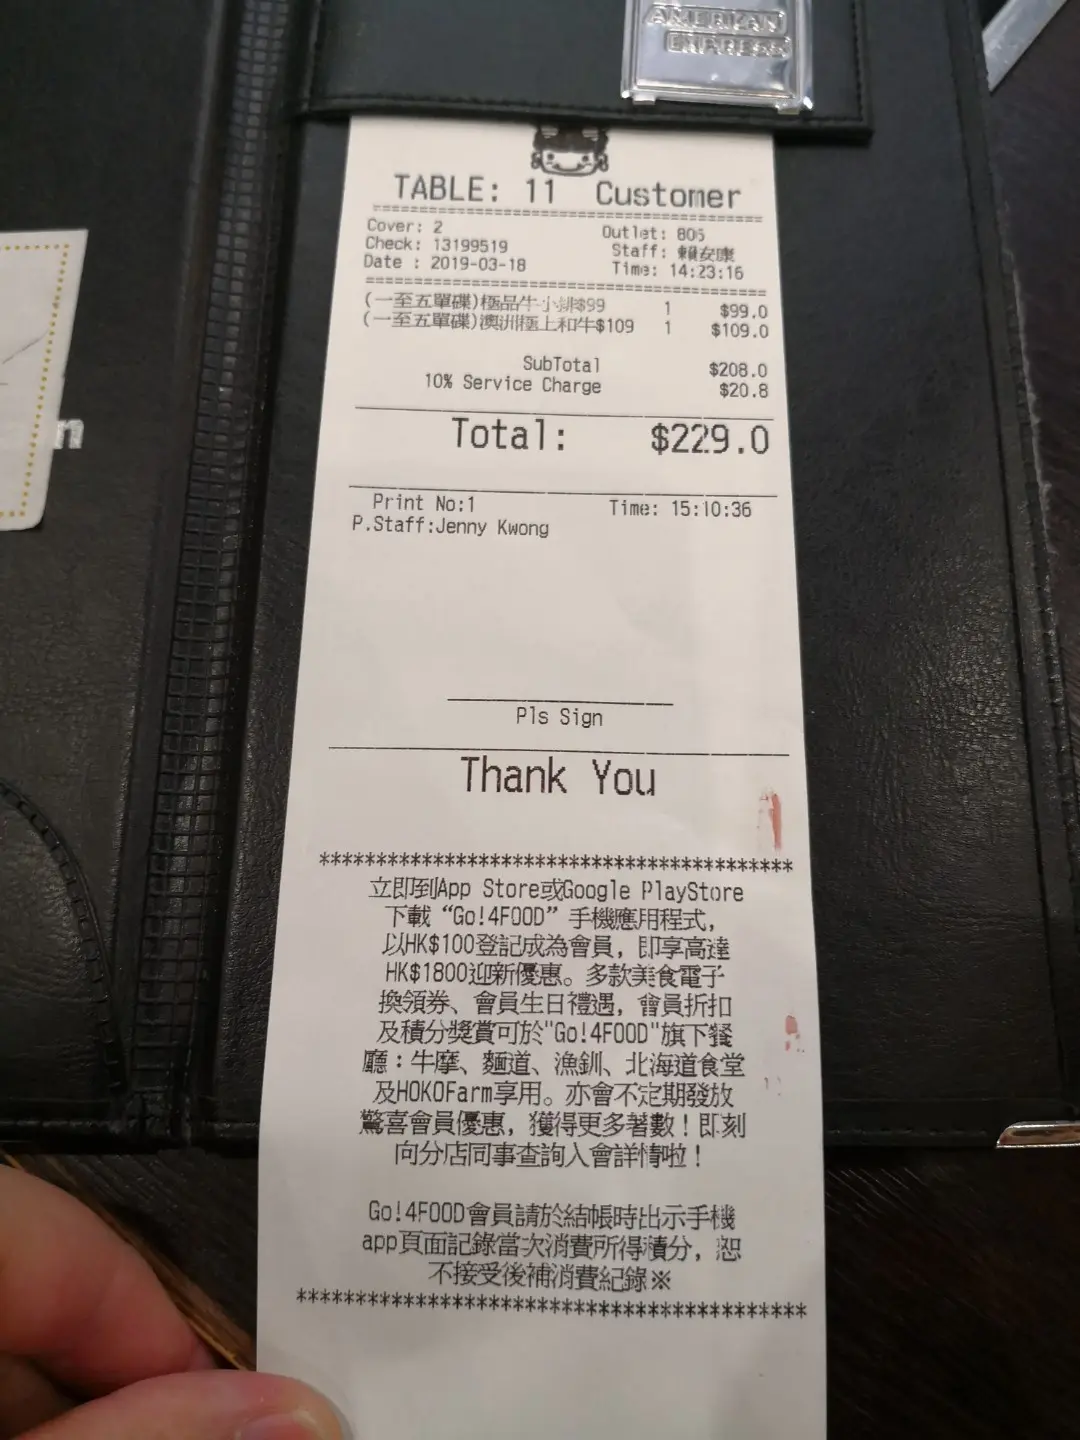 AMERICAN
EXPRESS
TABLE: 11 Customer
Cover: 2 Outlet: 805
Check: 13199519 Staff: 賴安康
Date : 2019-03-18 Time: 14:23:16
(一至五單碟)極品牛小排$99 1 $99.0
(一至五單碟)澳洲極上和牛$109 1 $109.0
SubTotal $208.0
10% Service Charge $20.8
Total: $229.0
Print No:1 Time: 15:10:36
P.Staff:Jenny Kwong
Pls Sign
Thank You
******************************************
立即到App Store或Google PlayStore
下載“Go!4FOOD”手機應用程式,
以HK$100登記成為會員, 即享高達
HK$1800迎新優惠。多款美食電子
換領券、會員生日禮遇, 會員折扣
及積分獎賞可於"Go!4FOOD"旗下餐
廳：牛摩、麵道、漁釧、北海道食堂
及HOKOFarm享用。亦會不定期發放
驚喜會員優惠, 獲得更多著數！即刻
向分店同事查詢入會詳情啦！
Go!4FOOD會員請於結帳時出示手機
app頁面記錄當次消費所得積分, 恕
不接受後補消費紀錄※
******************************************